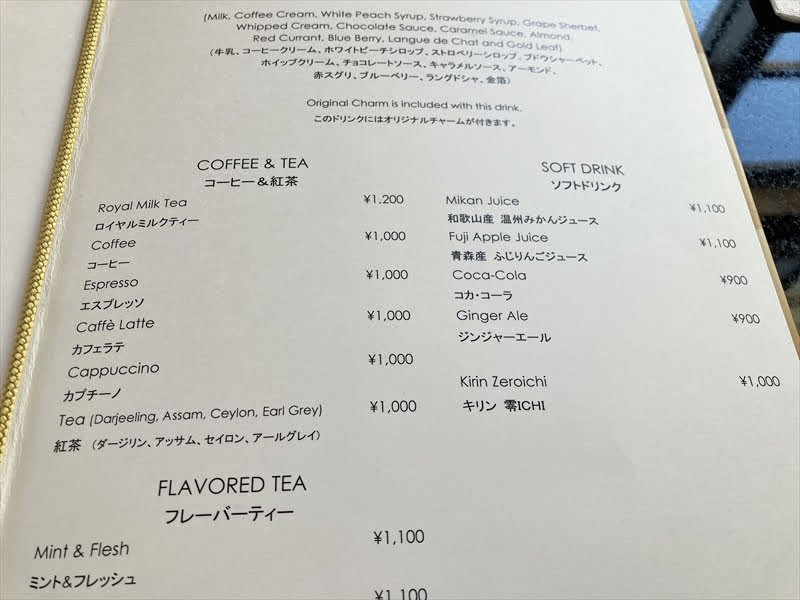 (Milk, Coffee Cream, White Peach Syrup, Strawberry Syrup, Grape Sherbet,
Whipped Cream, Chocolate Sauce, Caramel Sauce, Almond,
Red Currant, Blue Berry, Langue de Chat and Gold Leaf)
(牛乳、コーヒークリーム、ホワイトピーチシロップ、ストロベリーシロップ、ブドウシャーベット、
ホイップクリーム、チョコレートソース、キャラメルソース、アーモンド、
赤スグリ、ブルーベリー、ラングドシャ、金箔)
Original Charm is included with this drink.
このドリンクにはオリジナルチャームが付きます。
COFFEE & TEA
コーヒー＆紅茶
Royal Milk Tea ¥1,200
ロイヤルミルクティー
Coffee ¥1,000
コーヒー
Espresso ¥1,000
エスプレッソ
Caffè Latte ¥1,000
カフェラテ
Cappuccino ¥1,000
カプチーノ
Tea (Darjeeling, Assam, Ceylon, Earl Grey) ¥1,000
紅茶 (ダージリン、アッサム、セイロン、アールグレイ)
SOFT DRINK
ソフトドリンク
Mikan Juice ¥1,100
和歌山産 温州みかんジュース
Fuji Apple Juice ¥1,100
青森産 ふじりんごジュース
Coca-Cola ¥900
コカ・コーラ
Ginger Ale ¥900
ジンジャーエール
Kirin Zeroichi ¥1,000
キリン 零ICHI
FLAVORED TEA
フレーバーティー
Mint & Flesh ¥1,100
ミント&フレッシュ
¥1,100